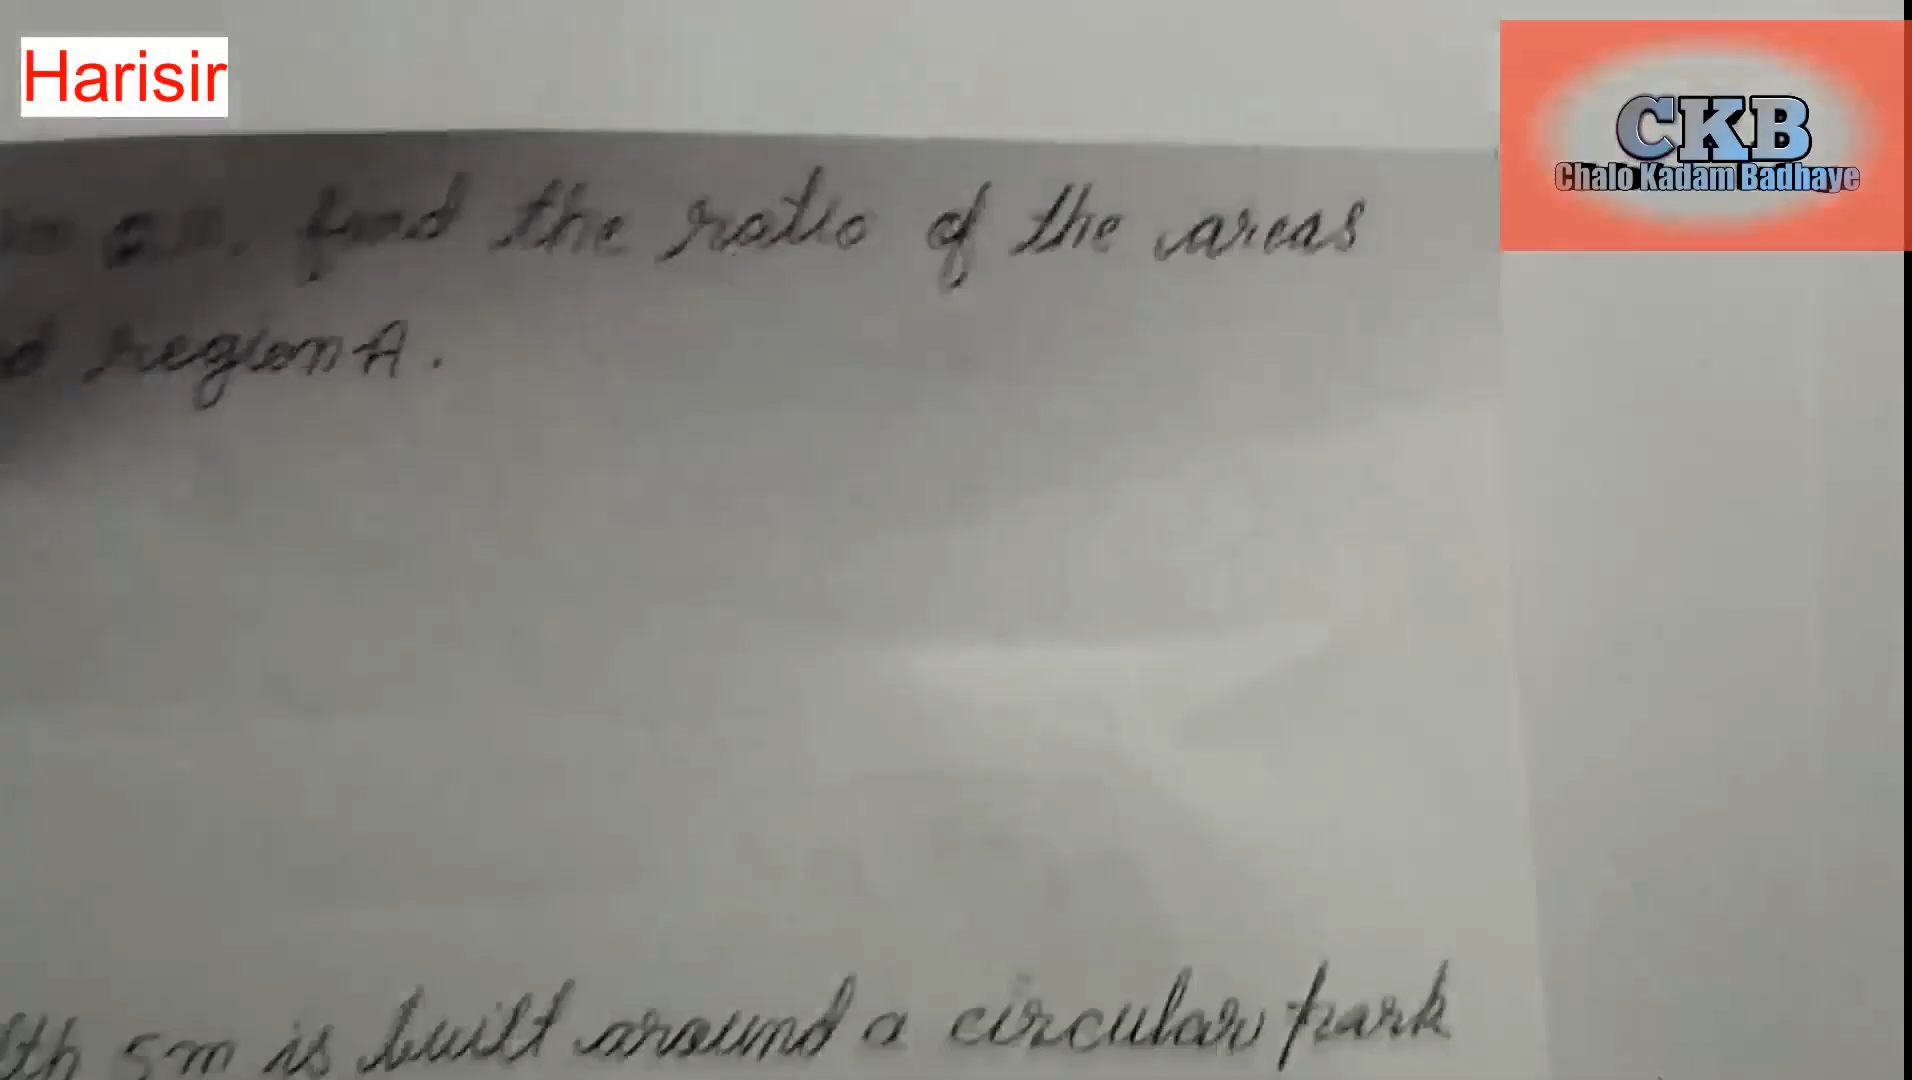 Harisir
CKB
Chalo Kadam Badhaye
find the ratio of the areas
region A.
5m is built around a circular park